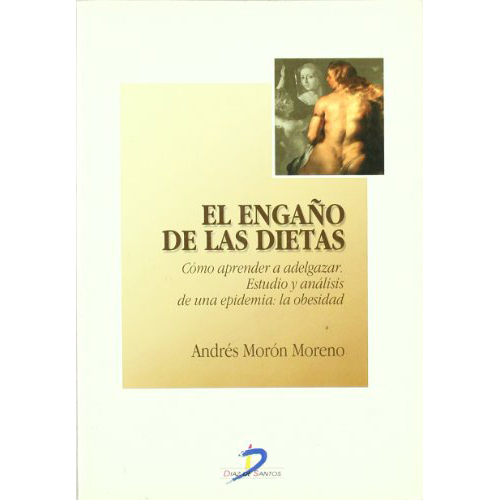 EL ENGAÑO
DE LAS DIETAS
Cómo aprender a adelgazar.
Estudio y análisis
de una epidemia: la obesidad
Andrés Morón Moreno
DIAZ DE SANTOS